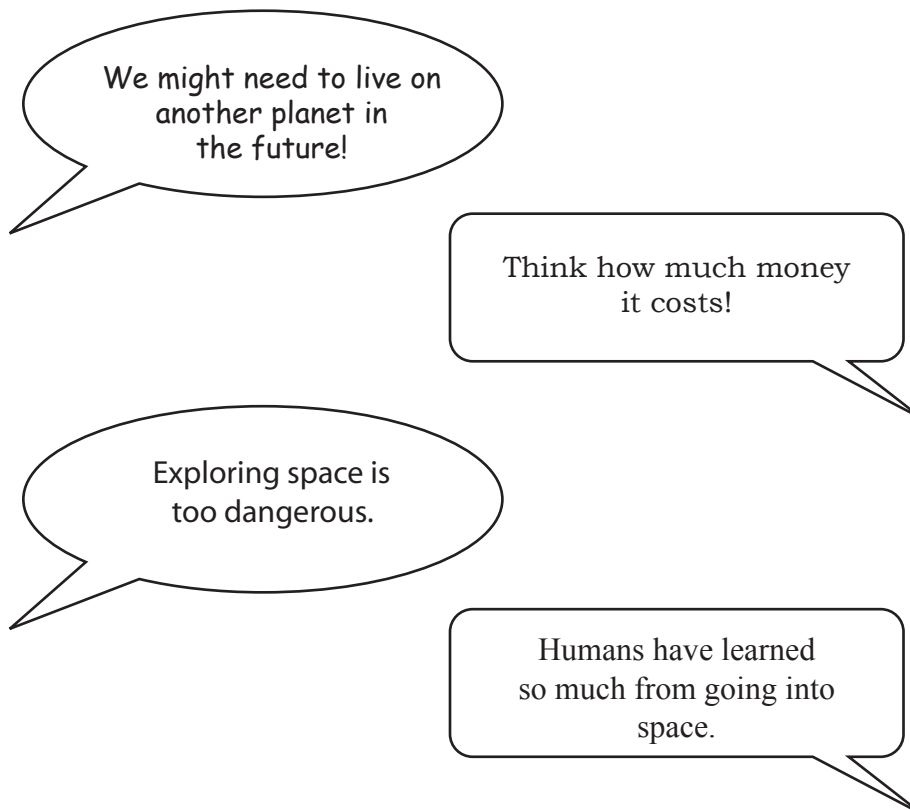 We might need to live on
another planet in
the future!
Think how much money
it costs!
Exploring space is
too dangerous.
Humans have learned
so much from going into
space.